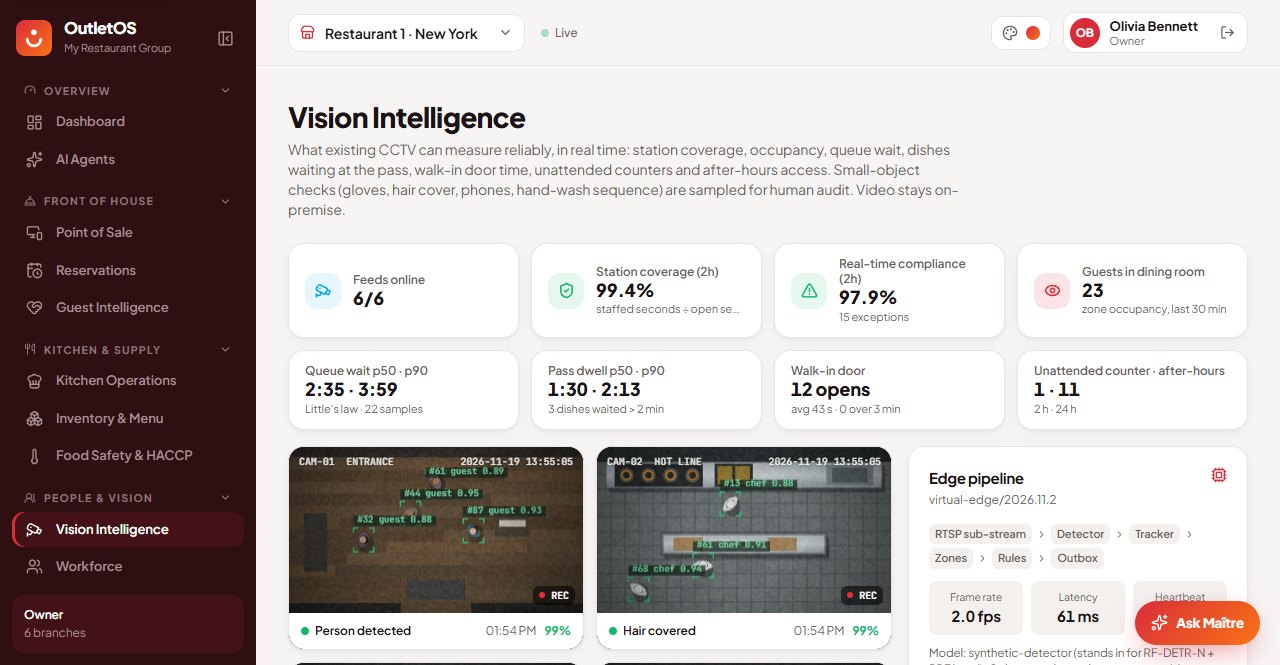 OutletOS
My Restaurant Group
OVERVIEW
Dashboard
AI Agents
FRONT OF HOUSE
Point of Sale
Reservations
Guest Intelligence
KITCHEN & SUPPLY
Kitchen Operations
Inventory & Menu
Food Safety & HACCP
PEOPLE & VISION
Vision Intelligence
Workforce
Owner
6 branches
Restaurant 1 · New York
Live
OB
Olivia Bennett
Owner
Vision Intelligence
What existing CCTV can measure reliably, in real time: station coverage, occupancy, queue wait, dishes
waiting at the pass, walk-in door time, unattended counters and after-hours access. Small-object
checks (gloves, hair cover, phones, hand-wash sequence) are sampled for human audit. Video stays on-
premise.
Feeds online
6/6
Station coverage (2h)
99.4%
staffed seconds ÷ open se...
Real-time compliance
(2h)
97.9%
15 exceptions
Guests in dining room
23
zone occupancy, last 30 min
Queue wait p50 · p90
2:35 · 3:59
Little's law · 22 samples
Pass dwell p50 · p90
1:30 · 2:13
3 dishes waited > 2 min
Walk-in door
12 opens
avg 43 s · 0 over 3 min
Unattended counter · after-hours
1 · 11
2 h · 24 h
CAM-01 ENTRANCE 2026-11-19 13:55:05
#61 guest 0.89
#44 guest 0.95
#87 guest 0.93
#32 guest 0.88
REC
Person detected 01:54 PM 99%
CAM-02 HOT LINE 2026-11-19 13:55:05
#13 chef 0.88
#61 chef 0.91
#68 chef 0.94
REC
Hair covered 01:54 PM 99%
Edge pipeline
virtual-edge/2026.11.2
RTSP sub-stream › Detector › Tracker ›
Zones › Rules › Outbox
Frame rate
2.0 fps
Latency
61 ms
Heartbeat
Ask Maître
Model: synthetic-detector (stands in for RF-DETR-N +